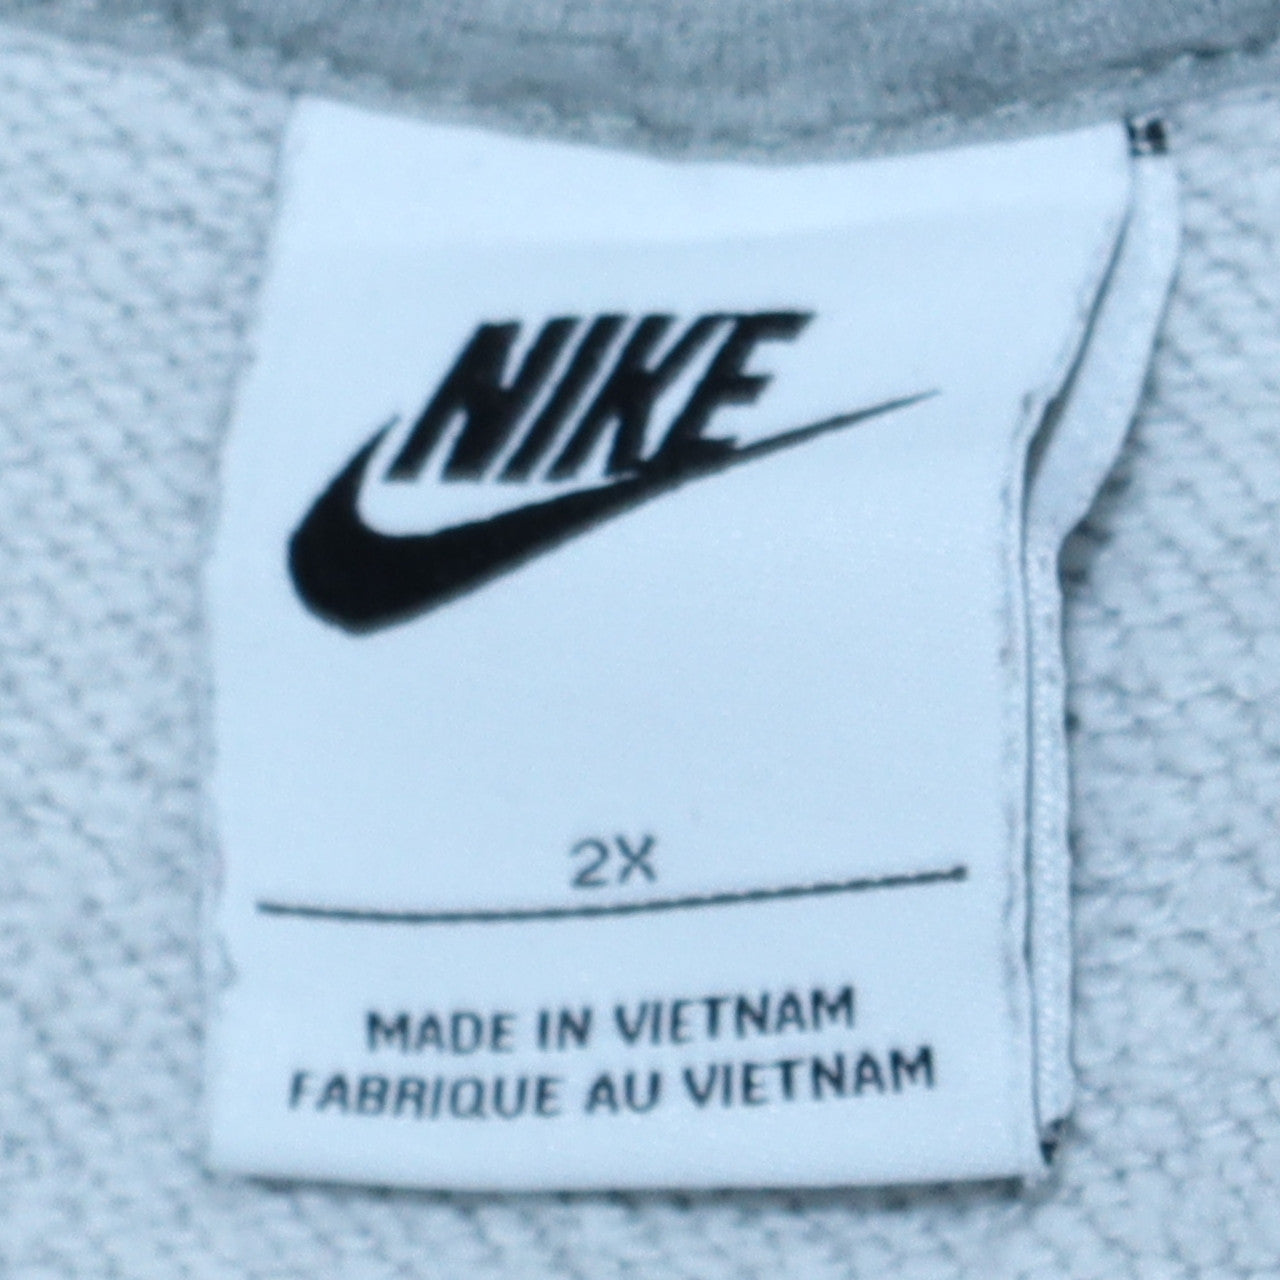 NIKE
2X
MADE IN VIETNAM
FABRIQUE AU VIETNAM